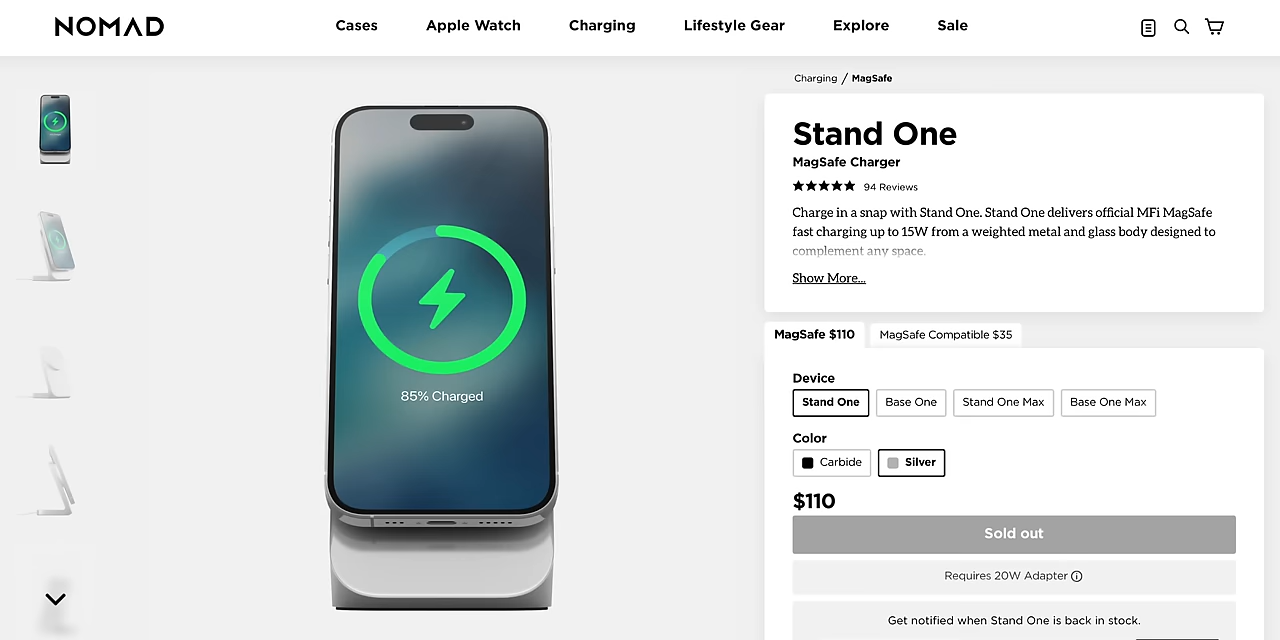 NOMAD
Cases
Apple Watch
Charging
Lifestyle Gear
Explore
Sale
Charging / MagSafe
Stand One
MagSafe Charger
94 Reviews
Charge in a snap with Stand One. Stand One delivers official MFi MagSafe
fast charging up to 15W from a weighted metal and glass body designed to
complement any space.
Show More...
MagSafe $110
MagSafe Compatible $35
Device
Stand One
Base One
Stand One Max
Base One Max
Color
Carbide
Silver
$110
Sold out
Requires 20W Adapter
Get notified when Stand One is back in stock.
85% Charged